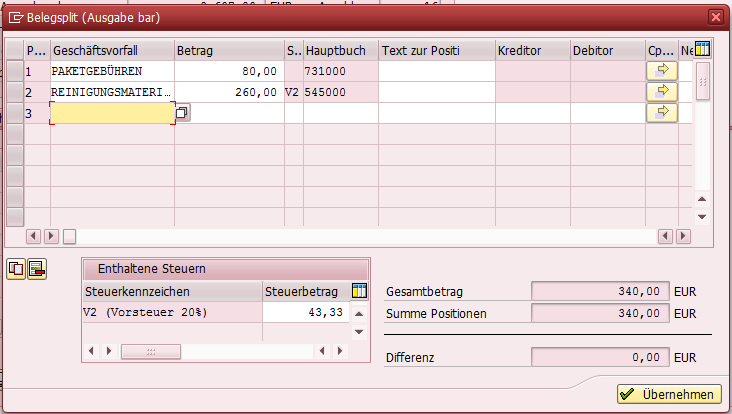 Belegsplit (Ausgabe bar)
P... Geschäftsvorfall Betrag S.. Hauptbuch Text zur Positi Kreditor Debitor Cp... Ne
1 PAKETGEBÜHREN 80,00 731000
2 REINIGUNGSMATERI... 260,00 V2 545000
3
Enthaltene Steuern
Steuerkennzeichen Steuerbetrag
V2 (Vorsteuer 20%) 43,33
Gesamtbetrag 340,00 EUR
Summe Positionen 340,00 EUR
Differenz 0,00 EUR
Übernehmen